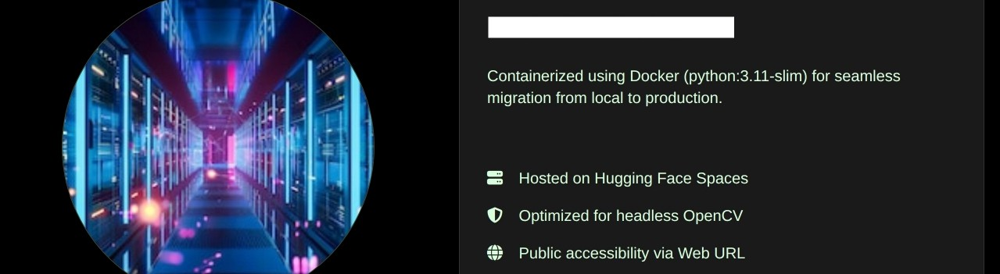 Containerized using Docker (python:3.11-slim) for seamless
migration from local to production.
Hosted on Hugging Face Spaces
Optimized for headless OpenCV
Public accessibility via Web URL